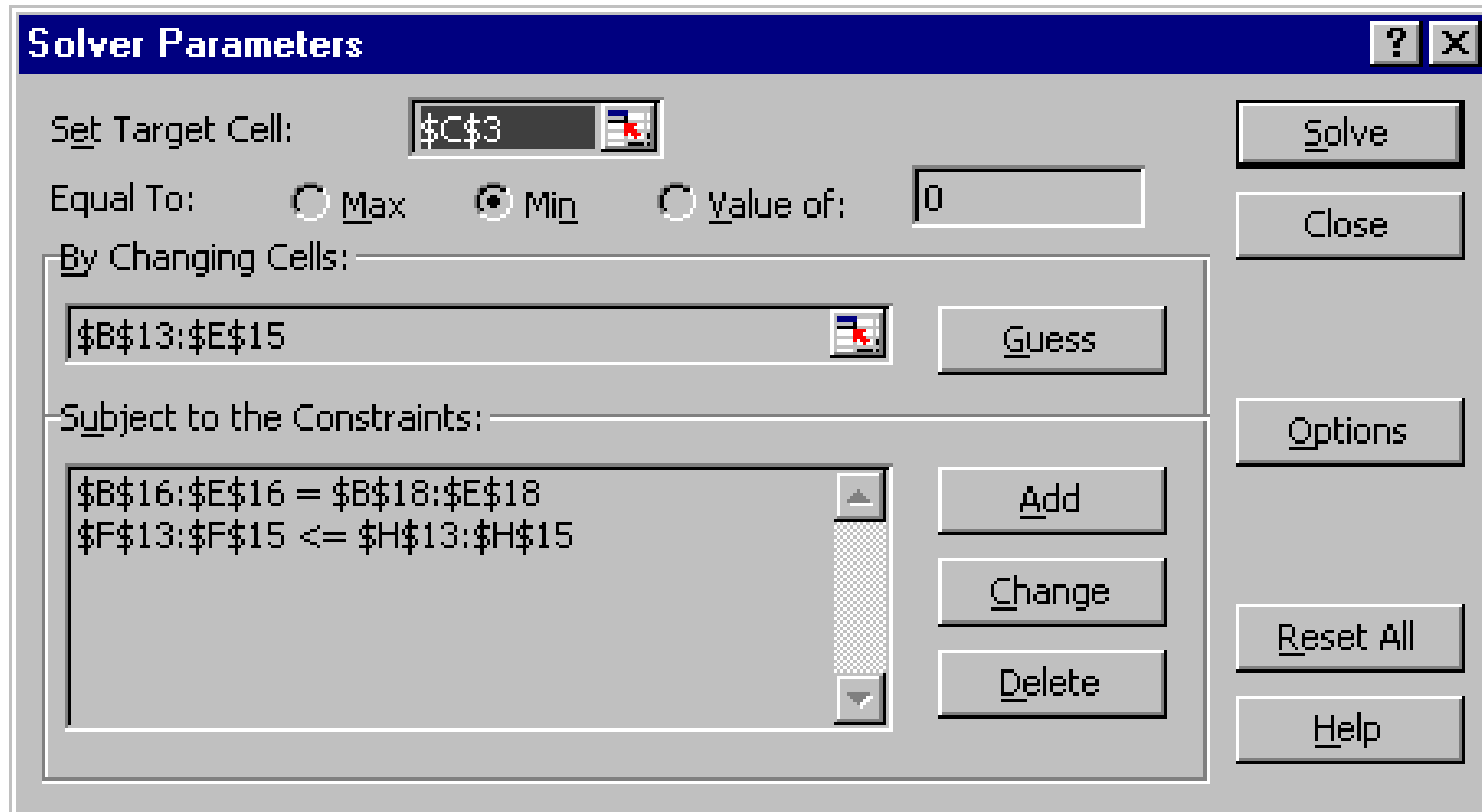 Solver Parameters ?
Set Target Cell: $C$3 Solve
Equal To: Max Min Value of: 0
Close
By Changing Cells:
$B$13:$E$15 Guess
Subject to the Constraints:
Options
$B$16:$E$16 = $B$18:$E$18 Add
$F$13:$F$15 <= $H$13:$H$15
Change
Reset All
Delete
Help